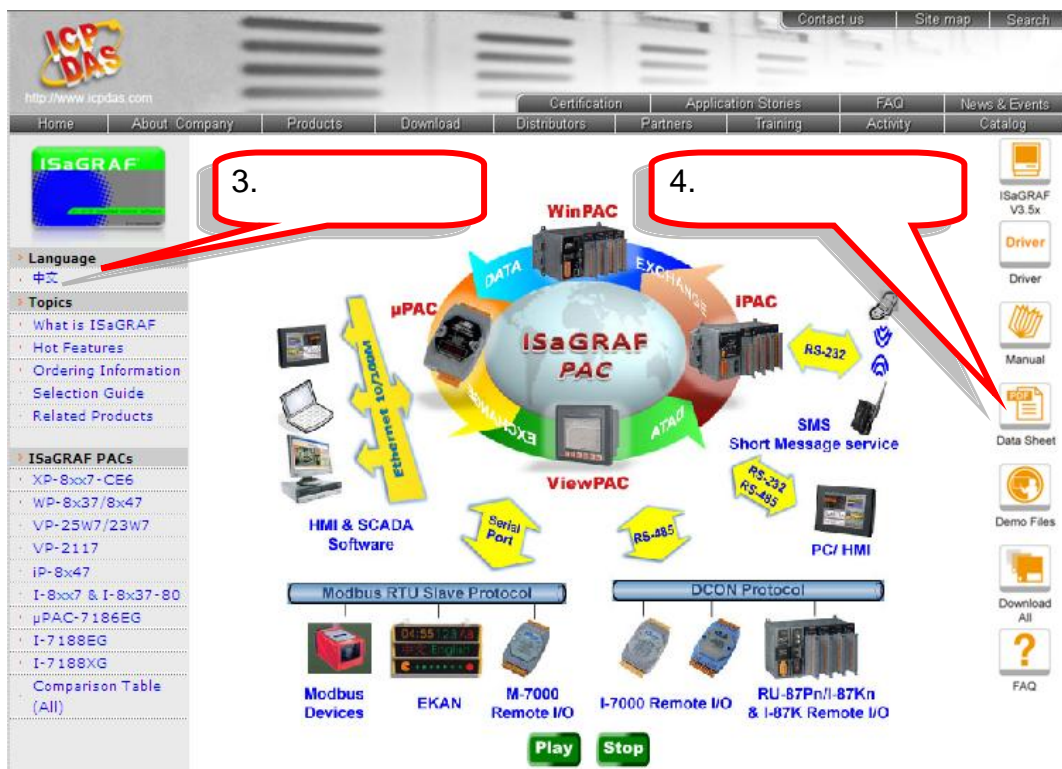 Contact us
Site map
Search
ICP
DAS
http://www.icpdas.com
Certification
Application Stories
FAQ
News & Events
Home
About Company
Products
Download
Distributors
Partners
Training
Activity
Catalog
ISaGRAF
3.
4.
Language
中文
Topics
What is ISaGRAF
Hot Features
Ordering Information
Selection Guide
Related Products
ISaGRAF PACs
XP-8xx7-CE6
WP-8x37/8x47
VP-25W7/23W7
VP-2117
iP-8x47
I-8xx7 & I-8x37-80
µPAC-7186EG
I-7188EG
I-7188XG
Comparison Table
(All)
WinPAC
DATA
EXCHANGE
µPAC
iPAC
ISaGRAF
PAC
EXCHANGE
DATA
ViewPAC
Ethernet 10/100M
HMI & SCADA
Software
RS-232
SMS
Short Message service
RS-232
RS-485
PC/ HMI
Serial
Port
RS-485
Modbus RTU Slave Protocol
DCON Protocol
Modbus
Devices
EKAN
M-7000
Remote I/O
I-7000 Remote I/O
RU-87Pn/I-87Kn
& I-87K Remote I/O
Play
Stop
ISaGRAF
V3.5x
Driver
Driver
Manual
PDF
Data Sheet
Demo Files
Download
All
?
FAQ